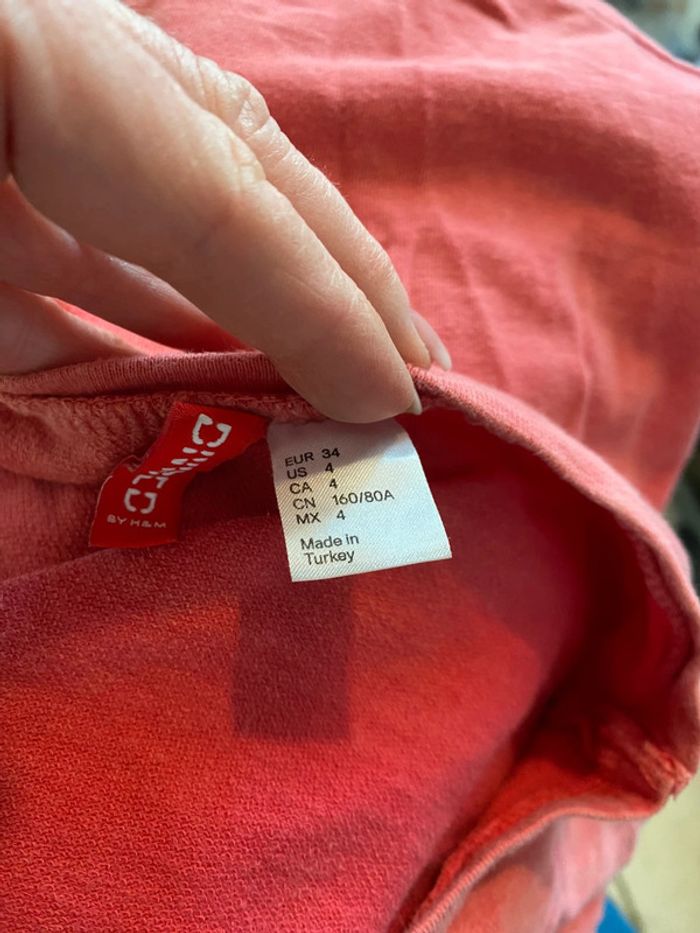 DIVIDED
BY H&M
EUR 34
US 4
CA 4
CN 160/80A
MX 4
Made in
Turkey